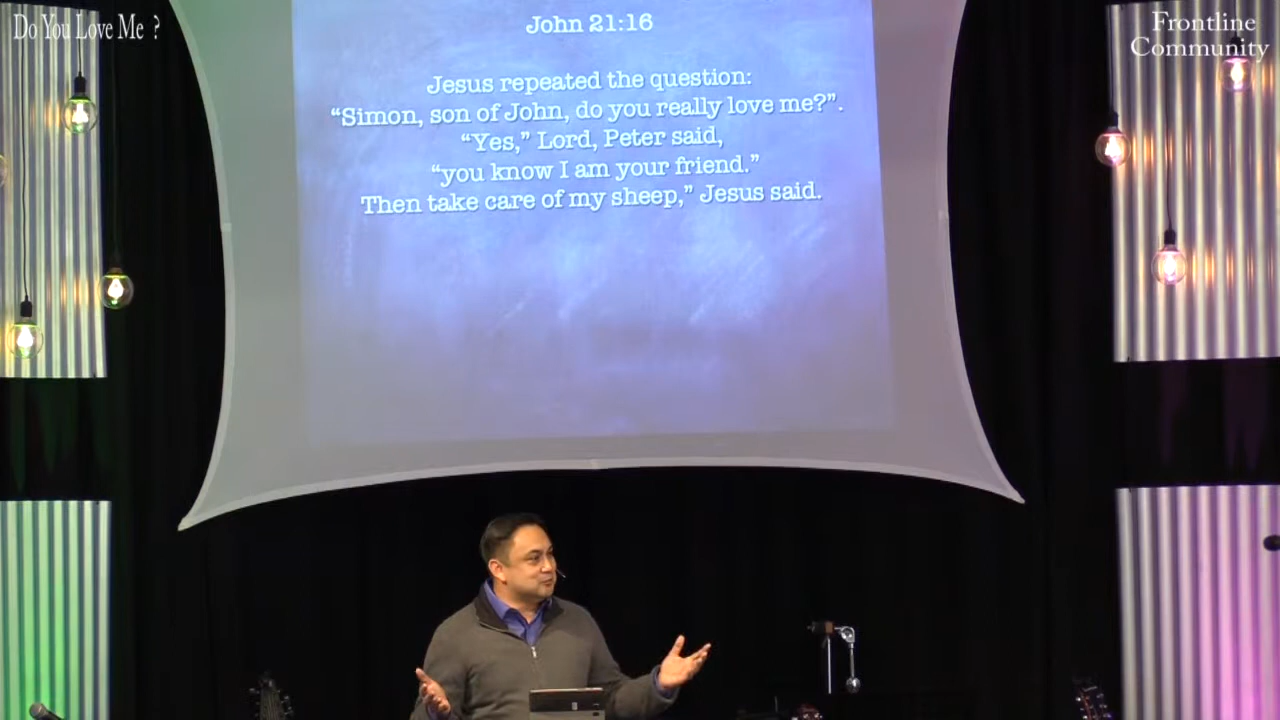 Do You Love Me ?
Frontline
Community
John 21:16
Jesus repeated the question:
“Simon, son of John, do you really love me?”.
“Yes,” Lord, Peter said,
“you know I am your friend.”
Then take care of my sheep,” Jesus said.